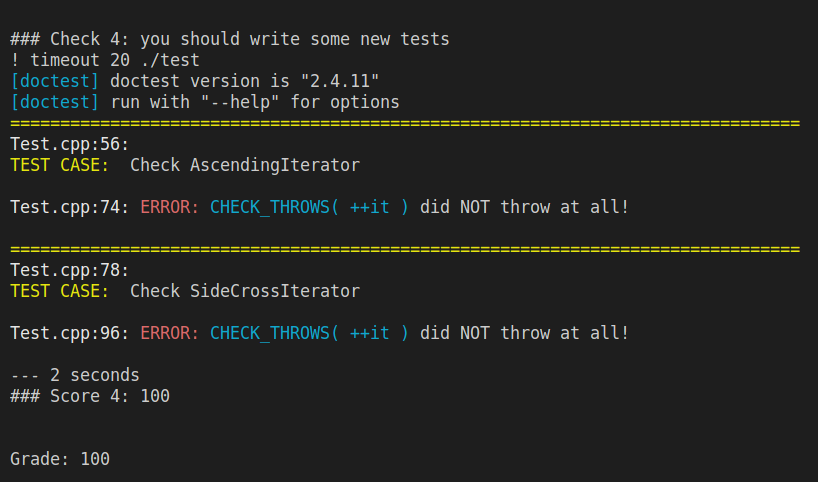 ### Check 4: you should write some new tests
! timeout 20 ./test
[doctest] doctest version is "2.4.11"
[doctest] run with "--help" for options
===============================================================================
Test.cpp:56:
TEST CASE:  Check AscendingIterator
Test.cpp:74: ERROR: CHECK_THROWS( ++it ) did NOT throw at all!
===============================================================================
Test.cpp:78:
TEST CASE:  Check SideCrossIterator
Test.cpp:96: ERROR: CHECK_THROWS( ++it ) did NOT throw at all!
--- 2 seconds
### Score 4: 100
Grade: 100